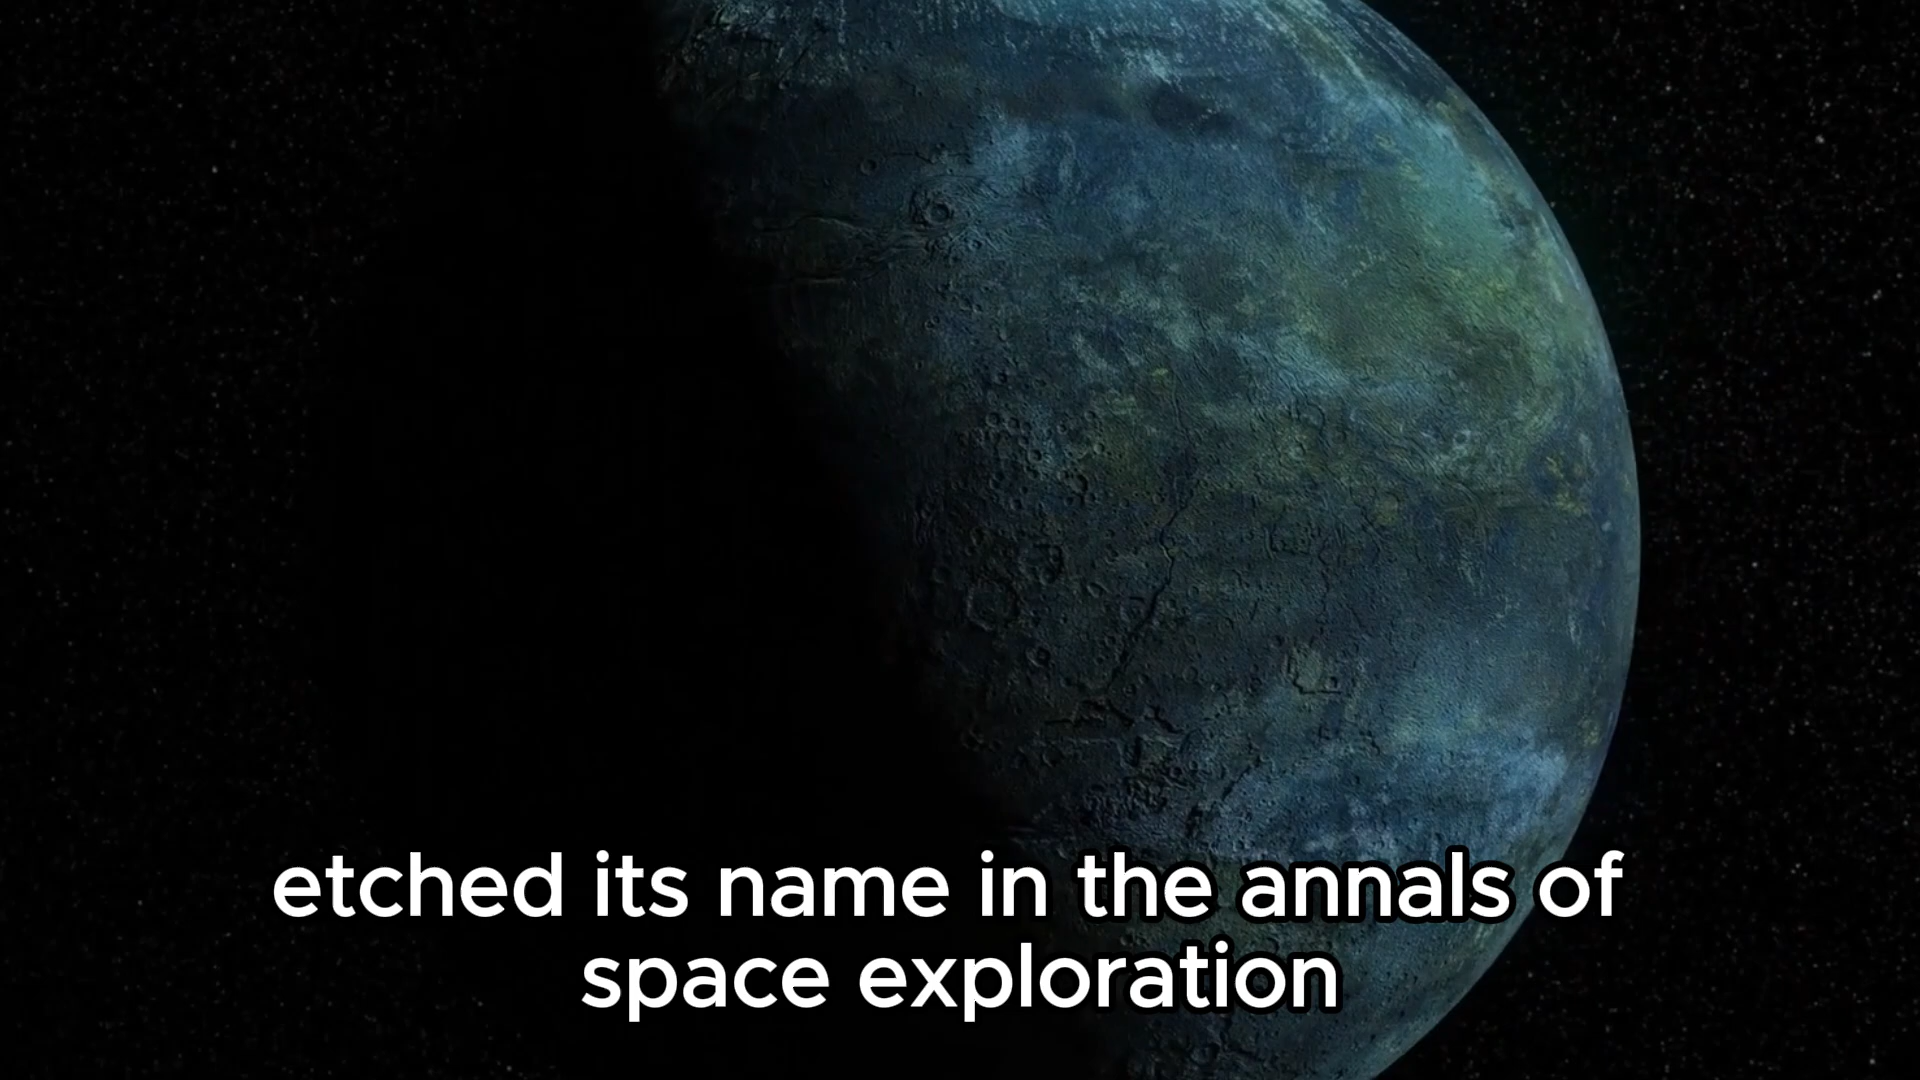 etched its name in the annals of
space exploration